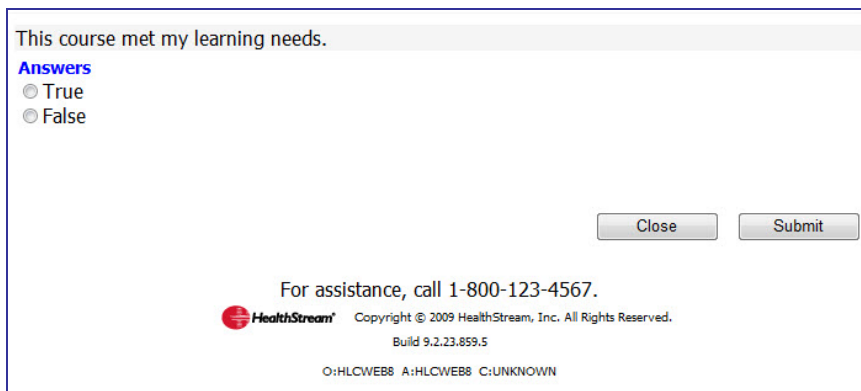 This course met my learning needs.
Answers
True
False
Close Submit
For assistance, call 1-800-123-4567.
HealthStream® Copyright © 2009 HealthStream, Inc. All Rights Reserved.
Build 9.2.23.859.5
O:HLCWEB8 A:HLCWEB8 C:UNKNOWN